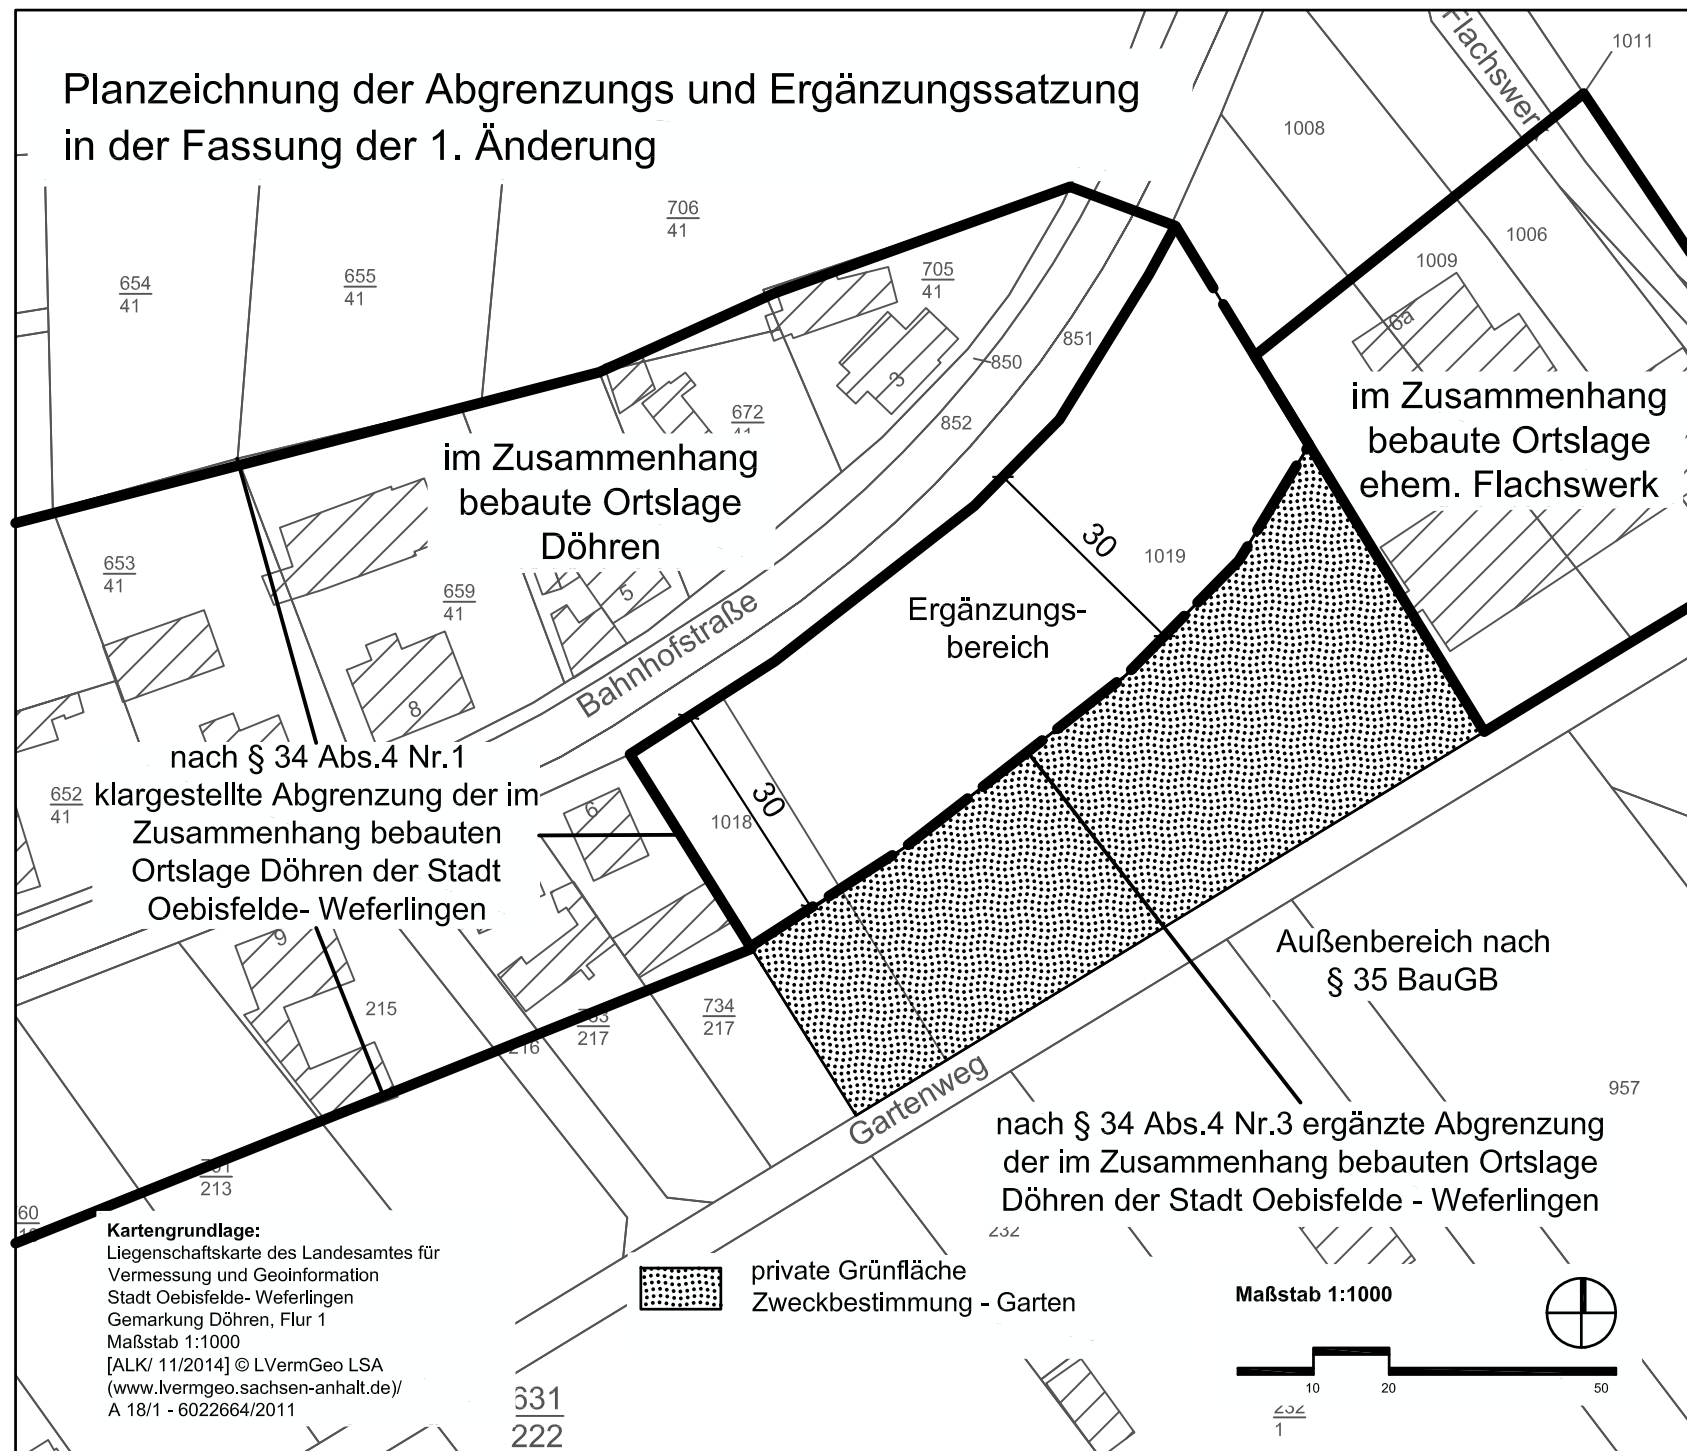 Planzeichnung der Abgrenzungs und Ergänzungssatzung
in der Fassung der 1. Änderung
1011
1008
1006
1009
6a
706
41
654
41
655
41
705
41
851
850
852
3
672
im Zusammenhang
bebaute Ortslage
Döhren
im Zusammenhang
bebaute Ortslage
ehem. Flachswerk
30
1019
653
41
659
41
5
Bahnhofstraße
Ergänzungs-
bereich
8
nach § 34 Abs.4 Nr.1
klargestellte Abgrenzung der im
Zusammenhang bebauten
Ortslage Döhren der Stadt
Oebisfelde- Weferlingen
652
41
6
1018
30
9
215
217
734
217
Außenbereich nach
§ 35 BauGB
957
Gartenweg
nach § 34 Abs.4 Nr.3 ergänzte Abgrenzung
der im Zusammenhang bebauten Ortslage
Döhren der Stadt Oebisfelde - Weferlingen
213
60
232
Kartengrundlage:
Liegenschaftskarte des Landesamtes für
Vermessung und Geoinformation
Stadt Oebisfelde- Weferlingen
Gemarkung Döhren, Flur 1
Maßstab 1:1000
[ALK/ 11/2014] © LVermGeo LSA
(www.lvermgeo.sachsen-anhalt.de)/
A 18/1 - 6022664/2011
private Grünfläche
Zweckbestimmung - Garten
Maßstab 1:1000
10 20 50
631
222
232
1